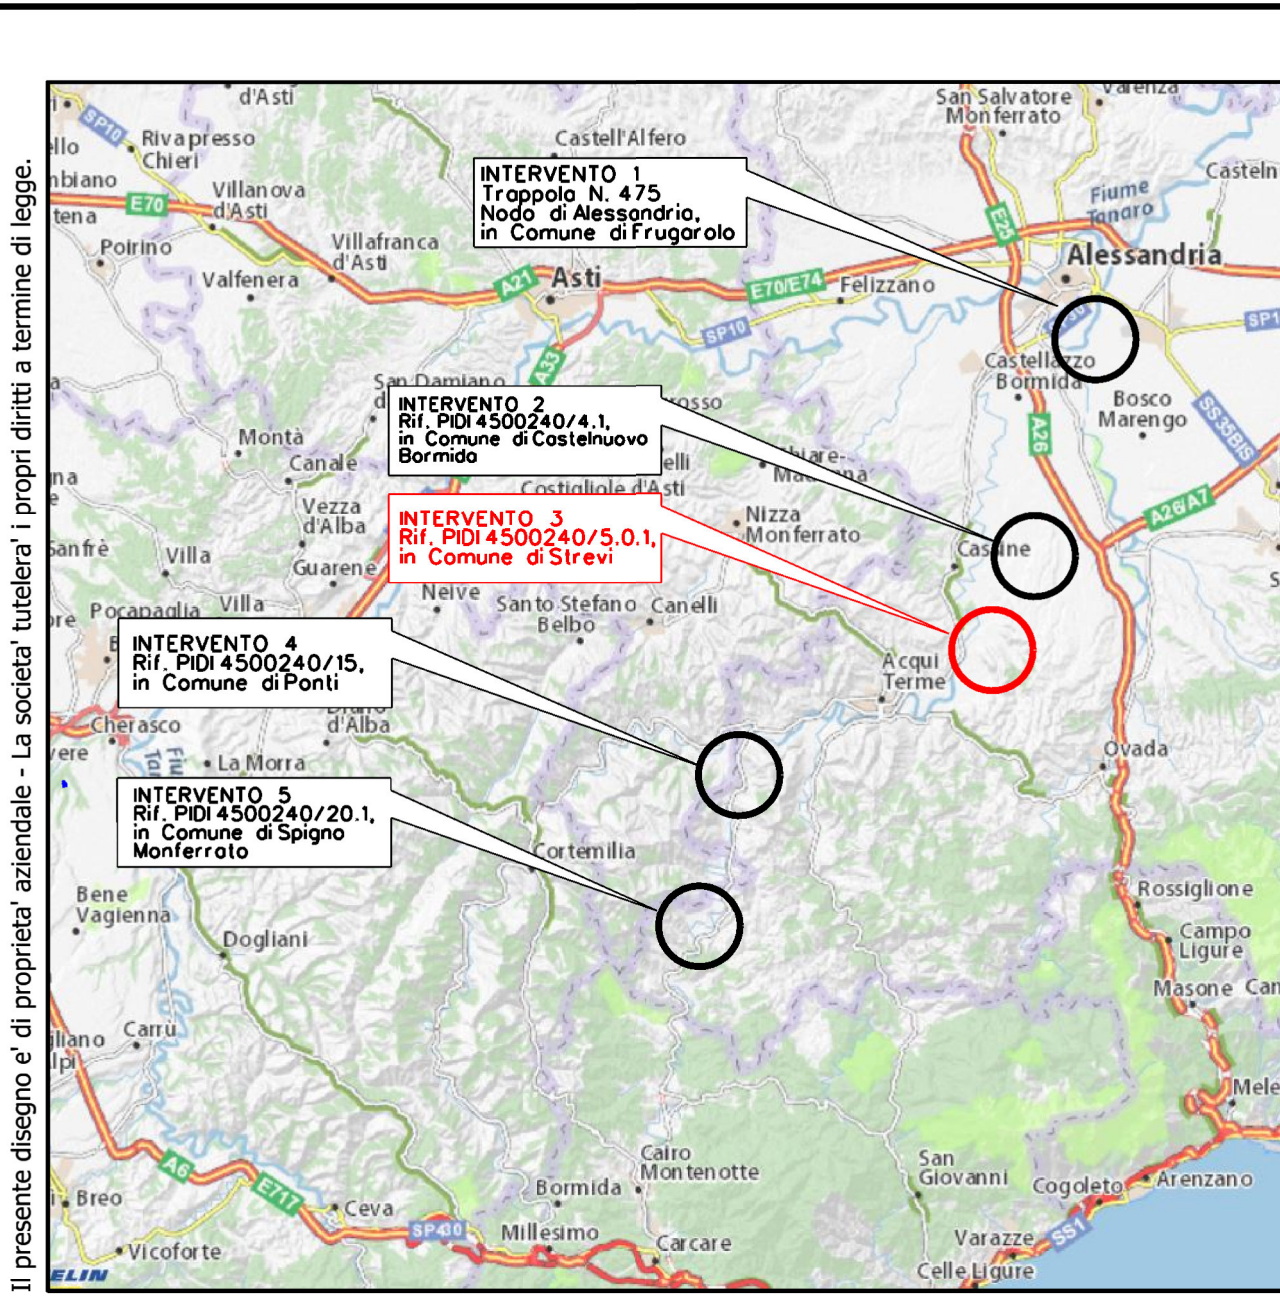 Il presente disegno e' di proprieta' aziendale - La societa' tutelera' i propri diritti a termine di legge.
d'Asti
San Salvatore
Monferrato
Valenza
SP10
Riva presso
Chieri
Castell'Alfero
INTERVENTO 1
Trappola N. 475
Nodo di Alessandria,
in Comune di Frugarolo
E70
Villanova
d'Asti
Fiume
Tanaro
E25
Poirino
Villafranca
d'Asti
Alessandria
Valfenera
A21
Asti
E70/E74
Felizzano
SP10
A33
Castellazzo
Bormida
San Damiano
INTERVENTO 2
Rif. PIDI 4500240/4.1,
in Comune di Castelnuovo
Bormida
Bosco
Marengo
SS35BIS
A26
Montà
Canale
Costigliole d'Asti
A26/A7
Vezza
d'Alba
INTERVENTO 3
Rif. PIDI 4500240/5.0.1,
in Comune di Strevi
Nizza
Monferrato
Sanfrè
Villa
Guarene
Neive
Santo Stefano
Belbo
Canelli
Pocapaglia
Villa
INTERVENTO 4
Rif. PIDI 4500240/15,
in Comune di Ponti
Acqui
Terme
Cherasco
d'Alba
La Morra
Ovada
INTERVENTO 5
Rif. PIDI 4500240/20.1,
in Comune di Spigno
Monferrato
Cortemilia
Bene
Vagienna
Rossiglione
Dogliani
Campo
Ligure
Masone
Carrù
Mele
Cairo
Montenotte
San
Giovanni
A6
E717
Breo
Ceva
Bormida
Cogoleto
Arenzano
SP430
Millesimo
Carcare
SS1
Varazze
Vicoforte
Celle Ligure